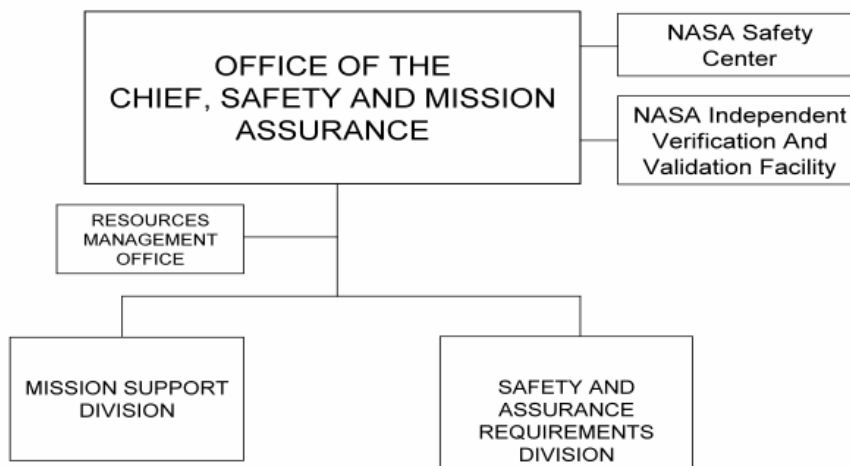 OFFICE OF THE
CHIEF, SAFETY AND MISSION
ASSURANCE
NASA Safety
Center
NASA Independent
Verification And
Validation Facility
RESOURCES
MANAGEMENT
OFFICE
MISSION SUPPORT
DIVISION
SAFETY AND
ASSURANCE
REQUIREMENTS
DIVISION